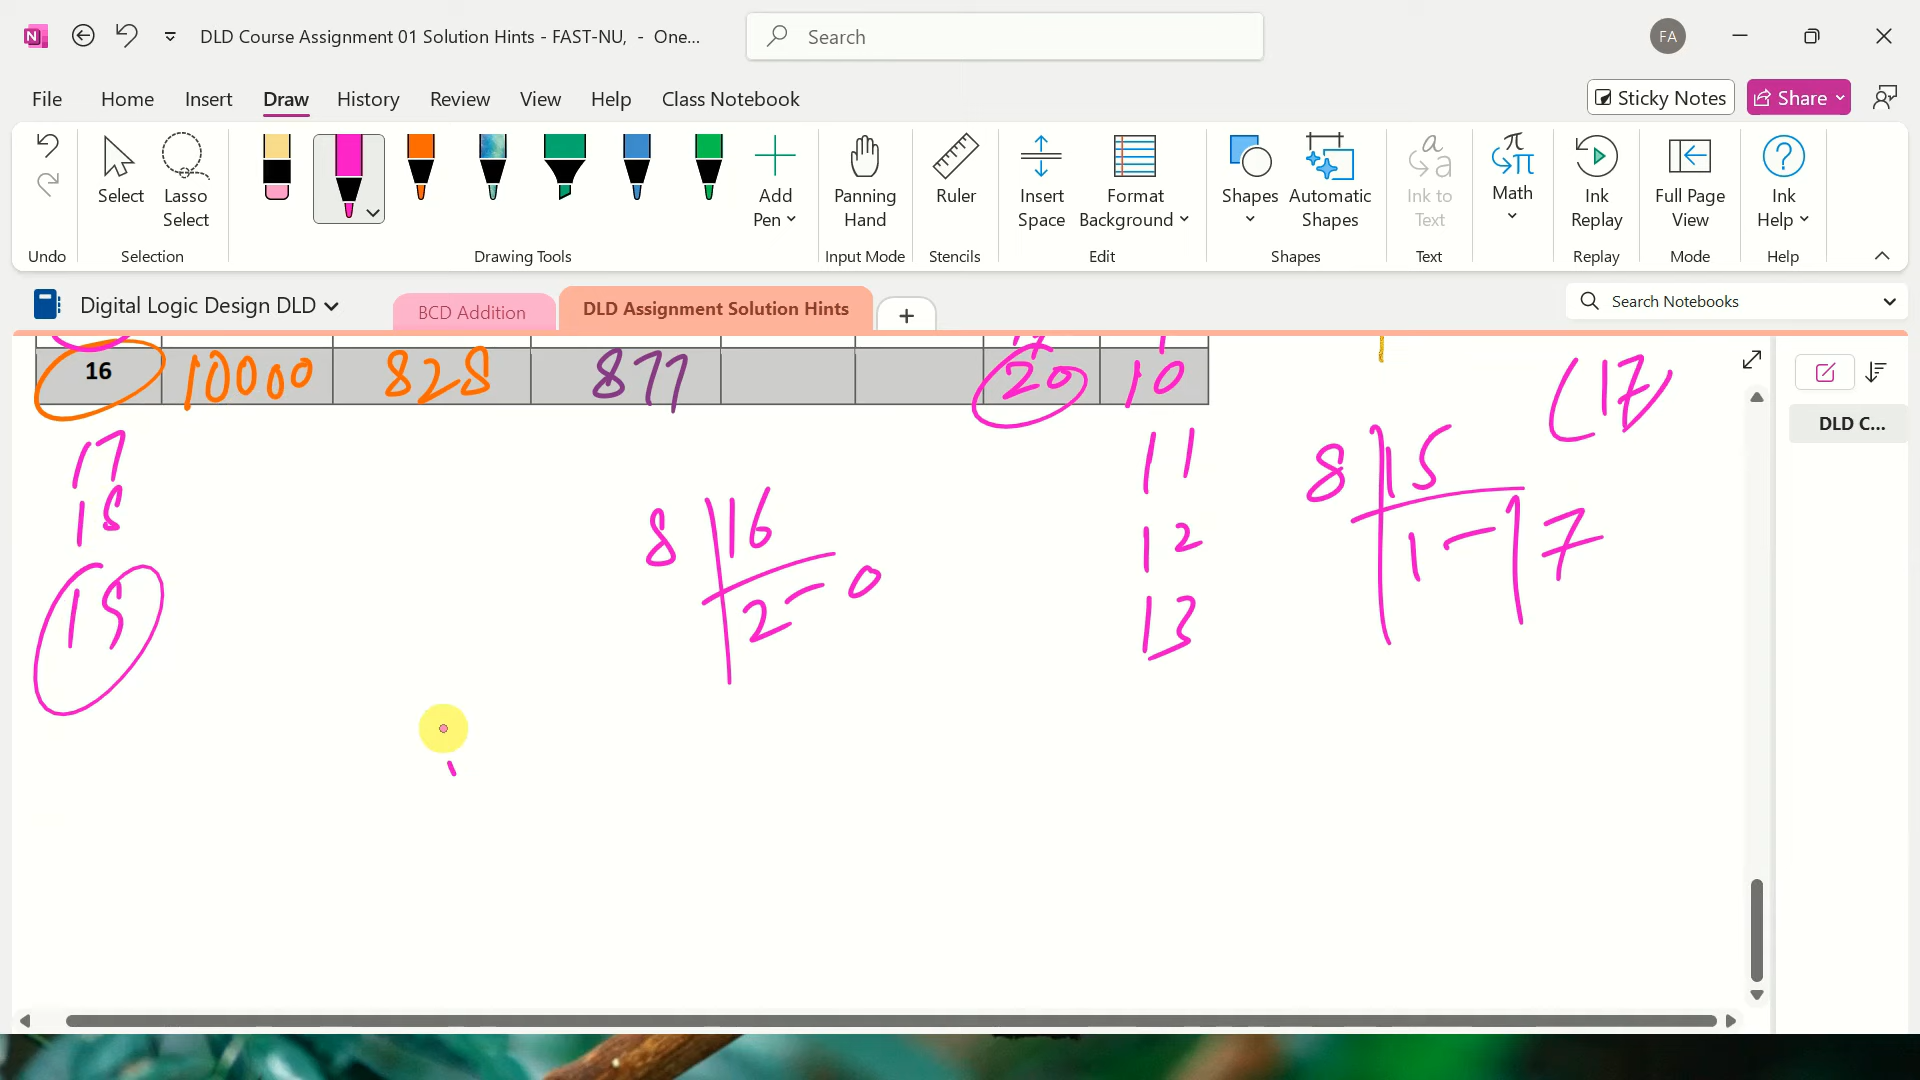 DLD Course Assignment 01 Solution Hints - FAST-NU, - One...
Search
FA
File Home Insert Draw History Review View Help Class Notebook
Sticky Notes
Share
Select
Lasso Select
Add Pen
Panning Hand
Ruler
Insert Space
Format Background
Shapes
Automatic Shapes
Ink to Text
Math
Ink Replay
Full Page View
Ink Help
Undo
Selection
Drawing Tools
Input Mode
Stencils
Edit
Shapes
Text
Replay
Mode
Help
Digital Logic Design DLD
BCD Addition
DLD Assignment Solution Hints
+
Search Notebooks
DLD C...
16 10000 828 877 20 10
(17)
17
18
8 16
2 - 0
11
12
13
8 15
1 - 7